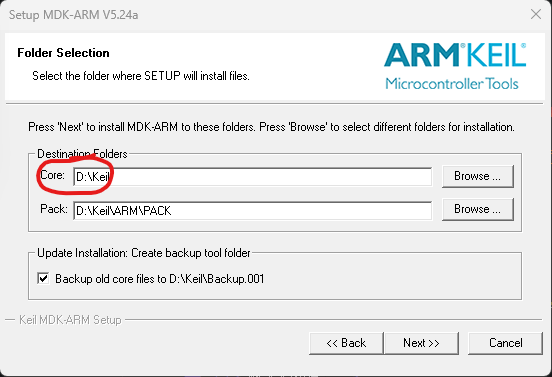 Setup MDK-ARM V5.24a
Folder Selection
Select the folder where SETUP will install files.
ARM®KEIL®
Microcontroller Tools
Press 'Next' to install MDK-ARM to these folders. Press 'Browse' to select different folders for installation.
Destination Folders
Core: D:\Keil Browse ...
Pack: D:\Keil\ARM\PACK Browse ...
Update Installation: Create backup tool folder
Backup old core files to D:\Keil\Backup.001
Keil MDK-ARM Setup
<< Back Next >> Cancel